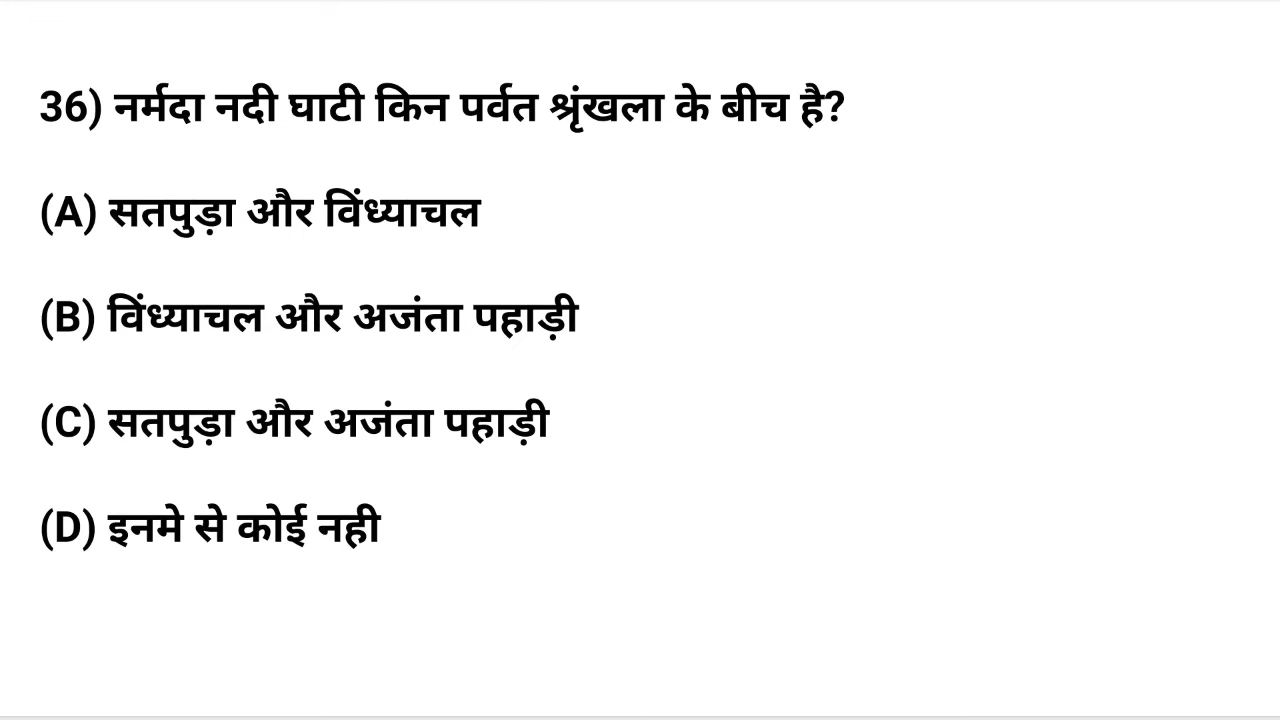 36) नर्मदा नदी घाटी किन पर्वत श्रृंखला के बीच है?
(A) सतपुड़ा और विंध्याचल
(B) विंध्याचल और अजंता पहाड़ी
(C) सतपुड़ा और अजंता पहाड़ी
(D) इनमे से कोई नही